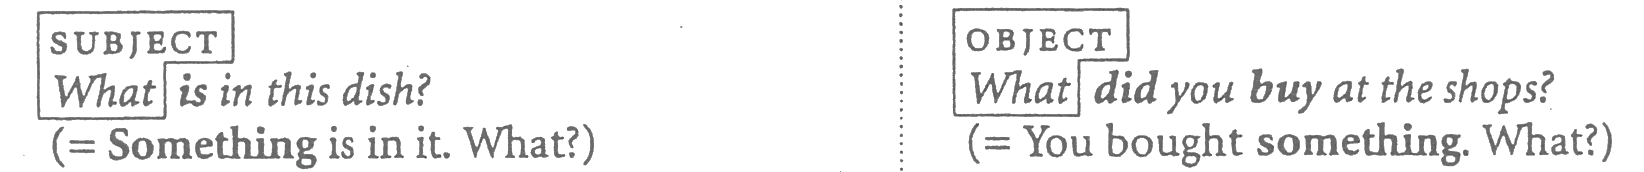 SUBJECT
What is in this dish?
(= Something is in it. What?)
OBJECT
What did you buy at the shops?
(= You bought something. What?)